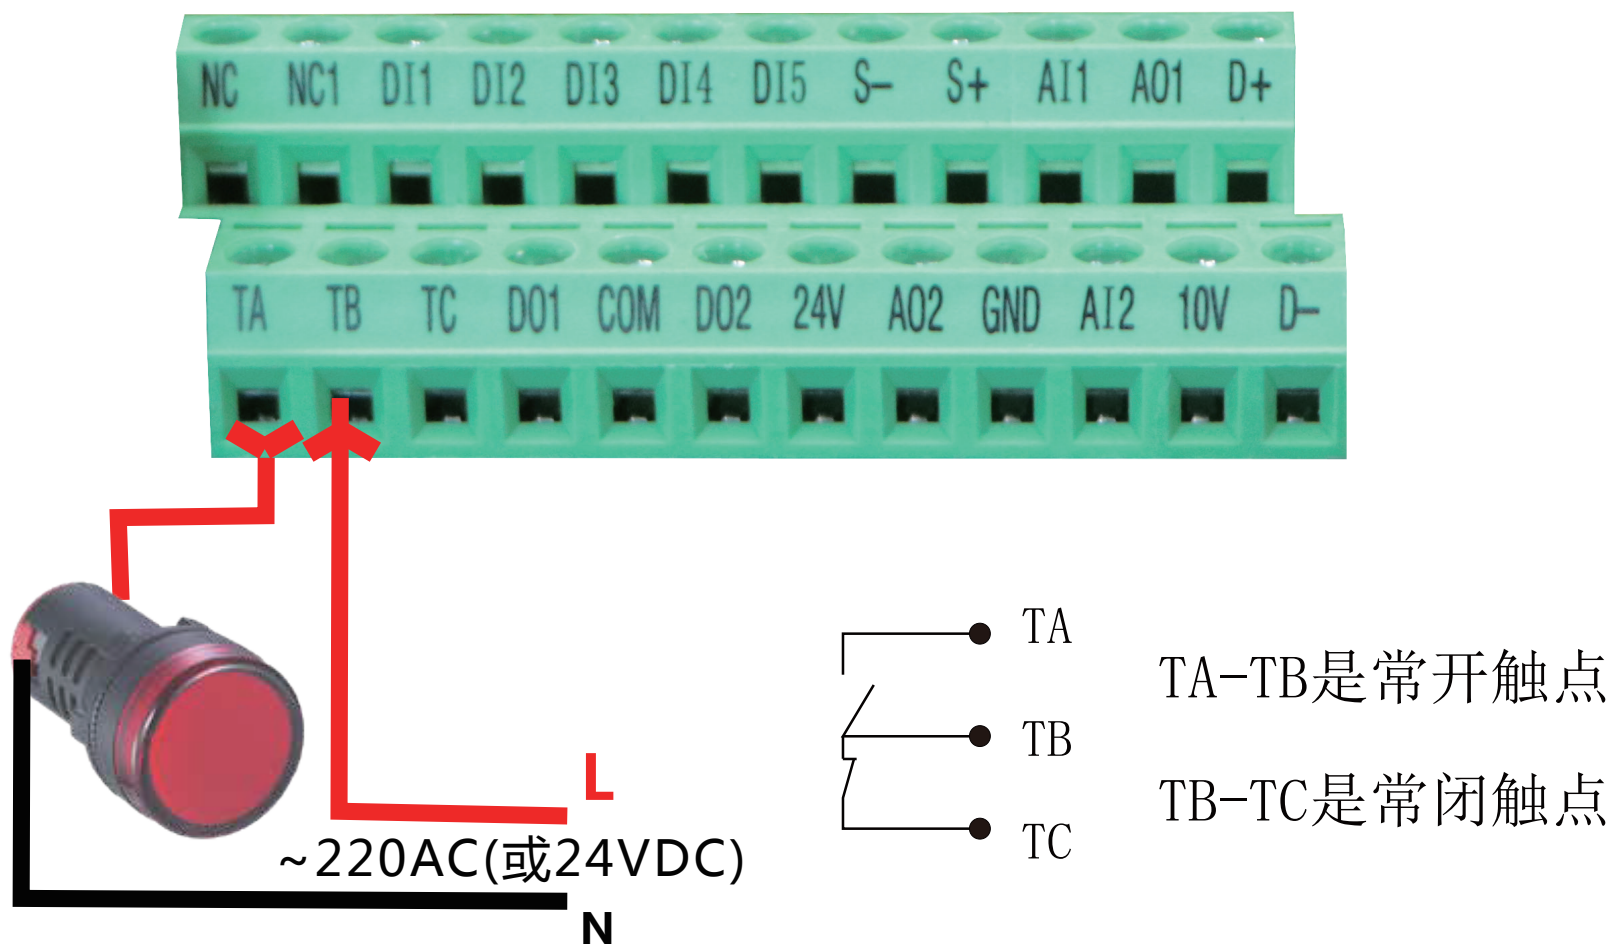 NC NC1 DI1 DI2 DI3 DI4 DI5 S- S+ AI1 AO1 D+
TA TB TC DO1 COM DO2 24V AO2 GND AI2 10V D-
L
~220AC(或24VDC)
N
TA
TB
TC
TA-TB是常开触点
TB-TC是常闭触点